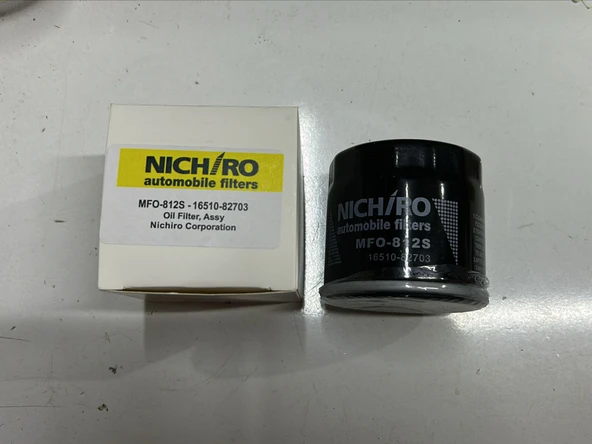 NICHIRO
automobile filters
MFO-812S - 16510-82703
Oil Filter, Assy
Nichiro Corporation
NICHIRO
automobile filters
MFO-812S
16510-82703